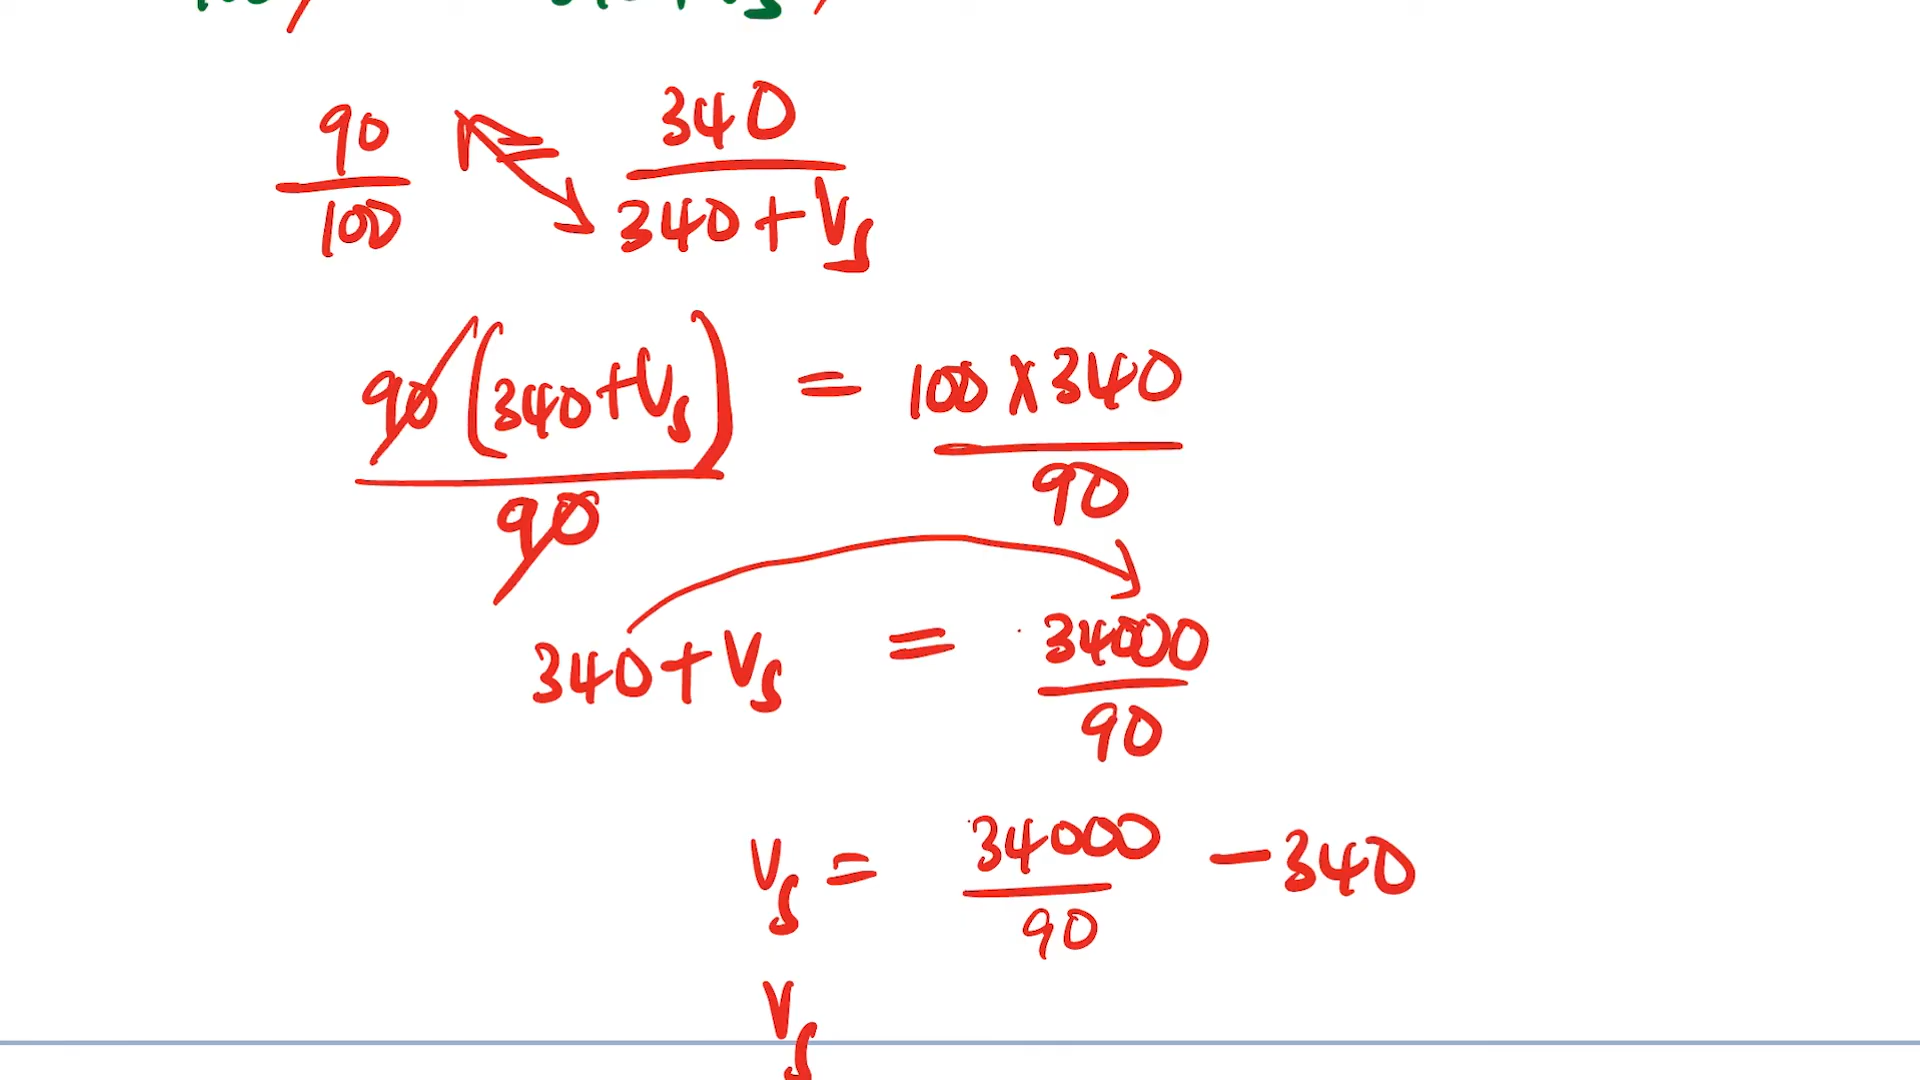 90/100 = 340/(340+Vs)
90(340+Vs)/90 = 100×340/90
340+Vs = 34000/90
Vs = 34000/90 - 340
Vs